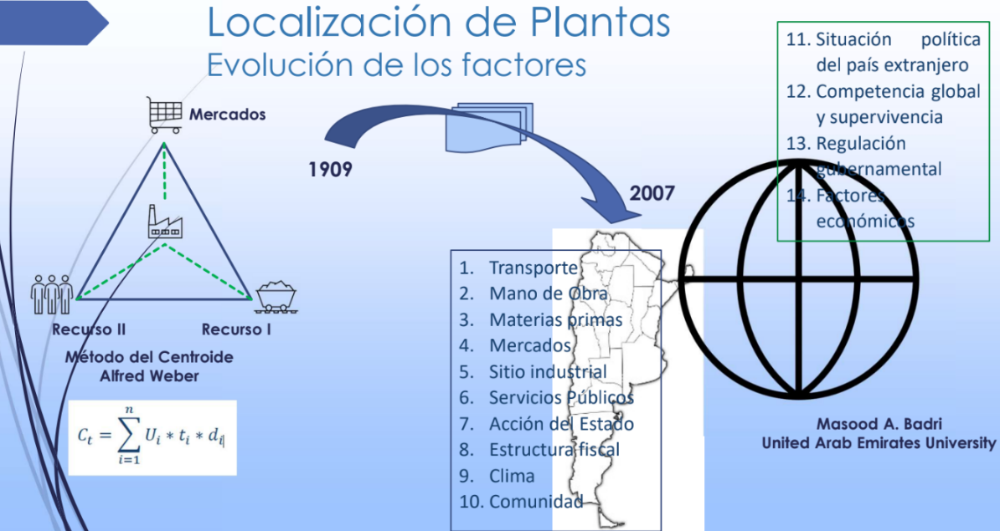 Localización de Plantas
Evolución de los factores
Mercados
Recurso II
Recurso I
Método del Centroide
Alfred Weber
C_t = \sum_{i=1}^{n} U_i * t_i * d_i
1909
2007
1. Transporte
2. Mano de Obra
3. Materias primas
4. Mercados
5. Sitio industrial
6. Servicios Públicos
7. Acción del Estado
8. Estructura fiscal
9. Clima
10. Comunidad
11. Situación política
del país extranjero
12. Competencia global
y supervivencia
13. Regulación
gubernamental
14. Factores
económicos
Masood A. Badri
United Arab Emirates University